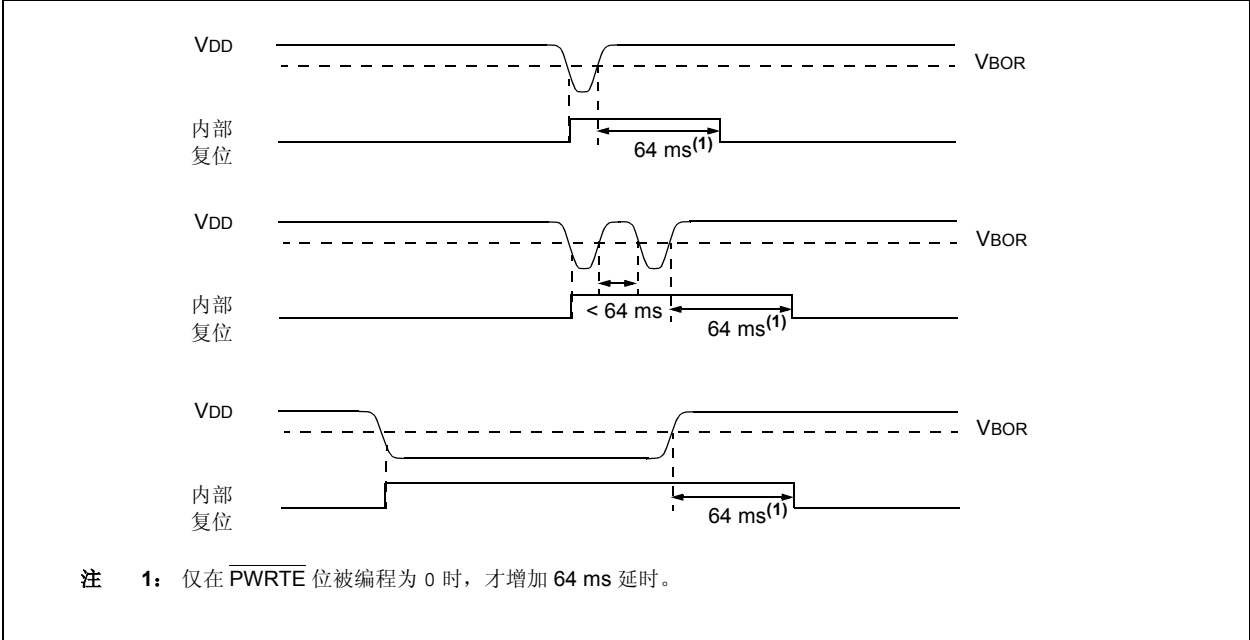 VDD
VBOR
内部
复位
64 ms(1)
VDD
VBOR
内部
复位
< 64 ms
64 ms(1)
VDD
VBOR
内部
复位
64 ms(1)
注 1： 仅在 PWRTE 位被编程为 0 时，才增加 64 ms 延时。